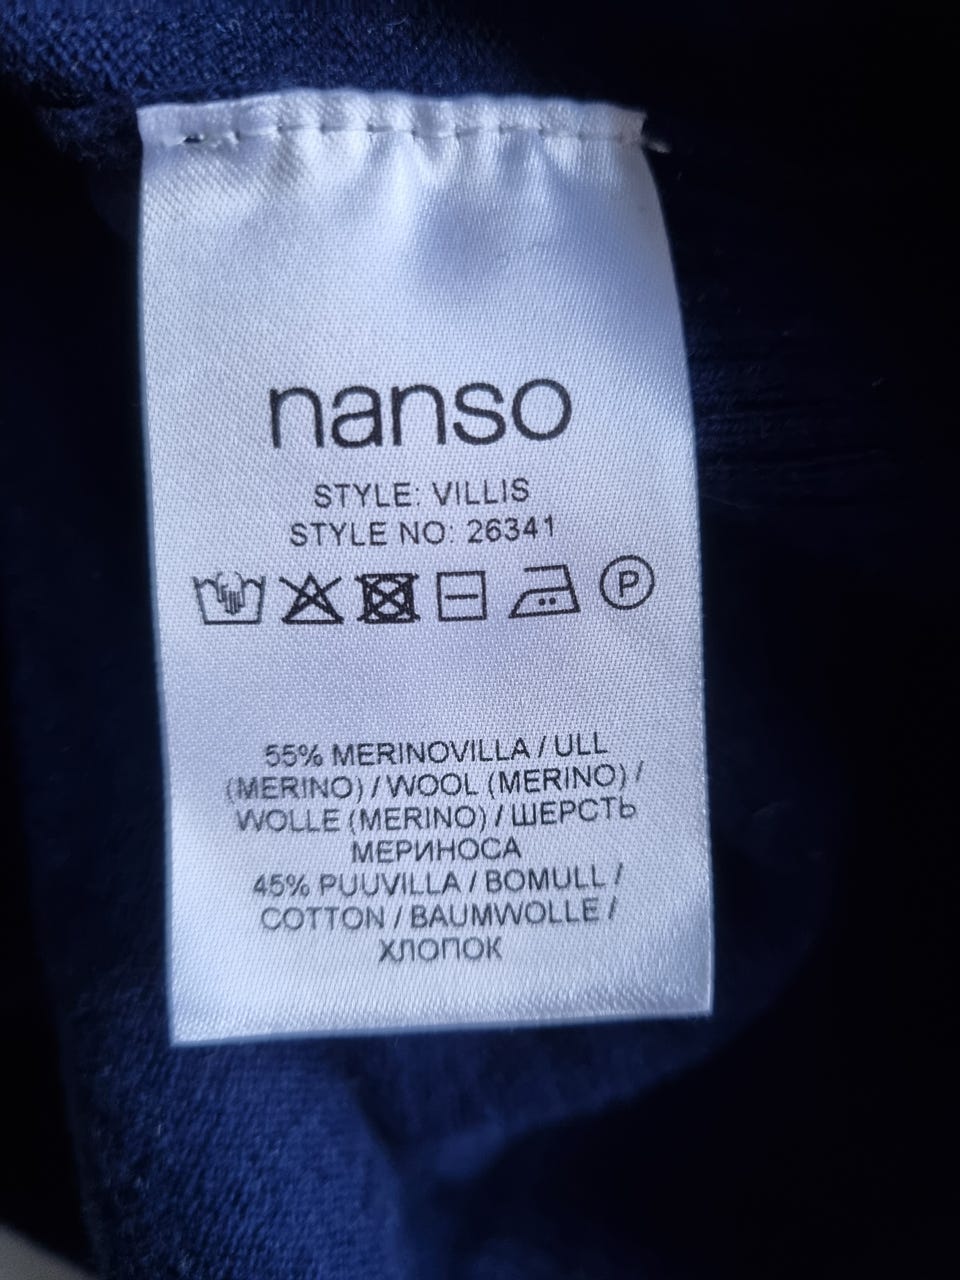 nanso
STYLE: VILLIS
STYLE NO: 26341
P
55% MERINOVILLA / ULL
(MERINO) / WOOL (MERINO) /
WOLLE (MERINO) / ШЕРСТЬ
МЕРИНОСА
45% PUUVILLA / BOMULL /
COTTON / BAUMWOLLE /
ХЛОПОК